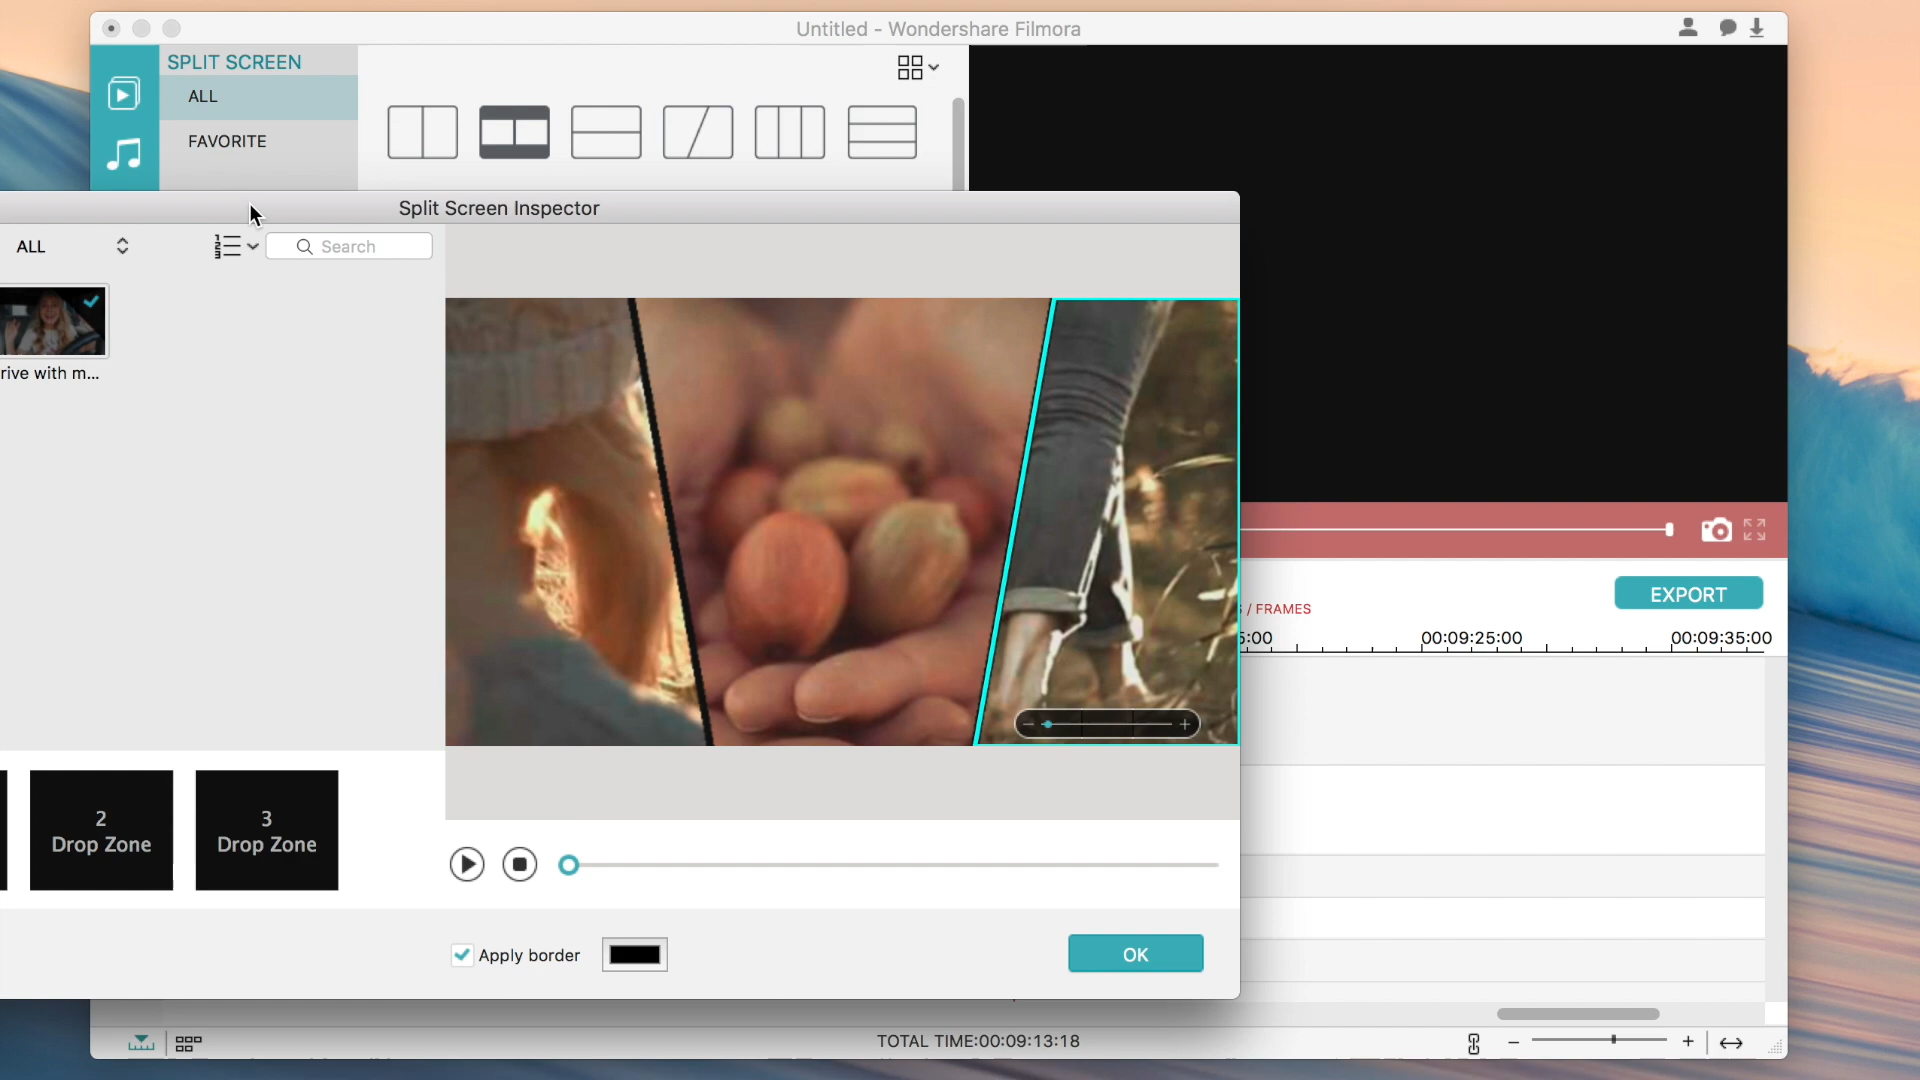 Untitled - Wondershare Filmora
SPLIT SCREEN
ALL
FAVORITE
Split Screen Inspector
ALL
Search
rive with m...
/ FRAMES
EXPORT
5:00
00:09:25:00
00:09:35:00
2
Drop Zone
3
Drop Zone
Apply border
OK
TOTAL TIME:00:09:13:18